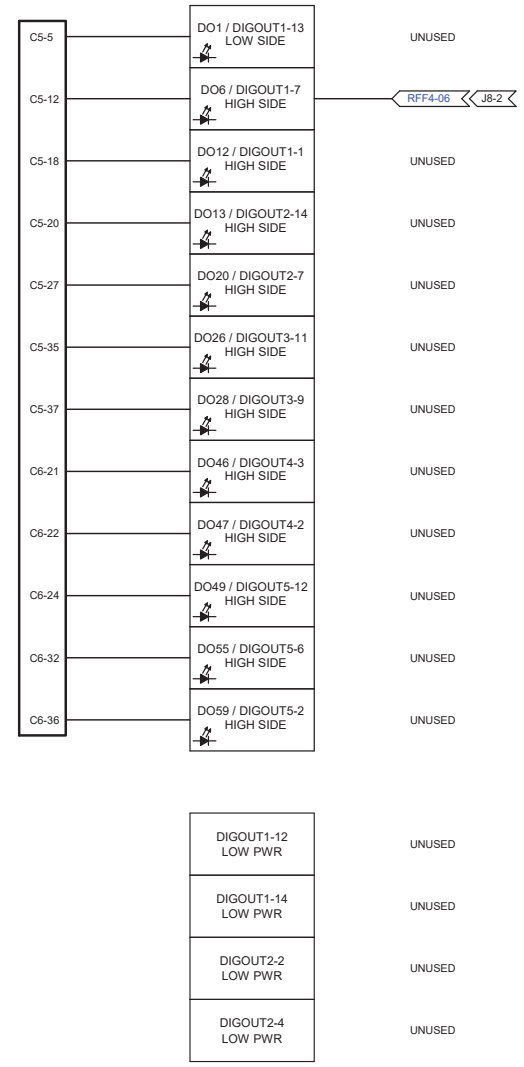 C5-5
DO1 / DIGOUT1-13
LOW SIDE
UNUSED
C5-12
DO6 / DIGOUT1-7
HIGH SIDE
RFF4-06
J8-2
C5-18
DO12 / DIGOUT1-1
HIGH SIDE
UNUSED
C5-20
DO13 / DIGOUT2-14
HIGH SIDE
UNUSED
C5-27
DO20 / DIGOUT2-7
HIGH SIDE
UNUSED
C5-35
DO26 / DIGOUT3-11
HIGH SIDE
UNUSED
C5-37
DO28 / DIGOUT3-9
HIGH SIDE
UNUSED
C6-21
DO46 / DIGOUT4-3
HIGH SIDE
UNUSED
C6-22
DO47 / DIGOUT4-2
HIGH SIDE
UNUSED
C6-24
DO49 / DIGOUT5-12
HIGH SIDE
UNUSED
C6-32
DO55 / DIGOUT5-6
HIGH SIDE
UNUSED
C6-36
DO59 / DIGOUT5-2
HIGH SIDE
UNUSED
DIGOUT1-12
LOW PWR
UNUSED
DIGOUT1-14
LOW PWR
UNUSED
DIGOUT2-2
LOW PWR
UNUSED
DIGOUT2-4
LOW PWR
UNUSED